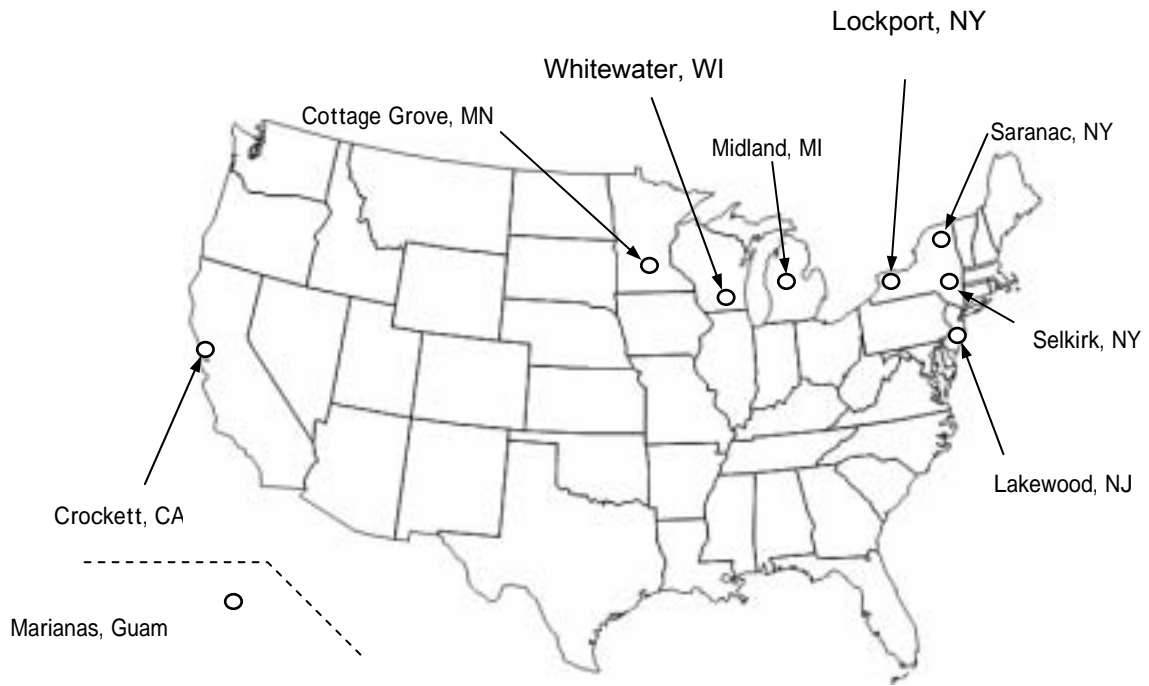 Lockport, NY
Whitewater, WI
Cottage Grove, MN
Saranac, NY
Midland, MI
Selkirk, NY
Lakewood, NJ
Crockett, CA
Marianas, Guam